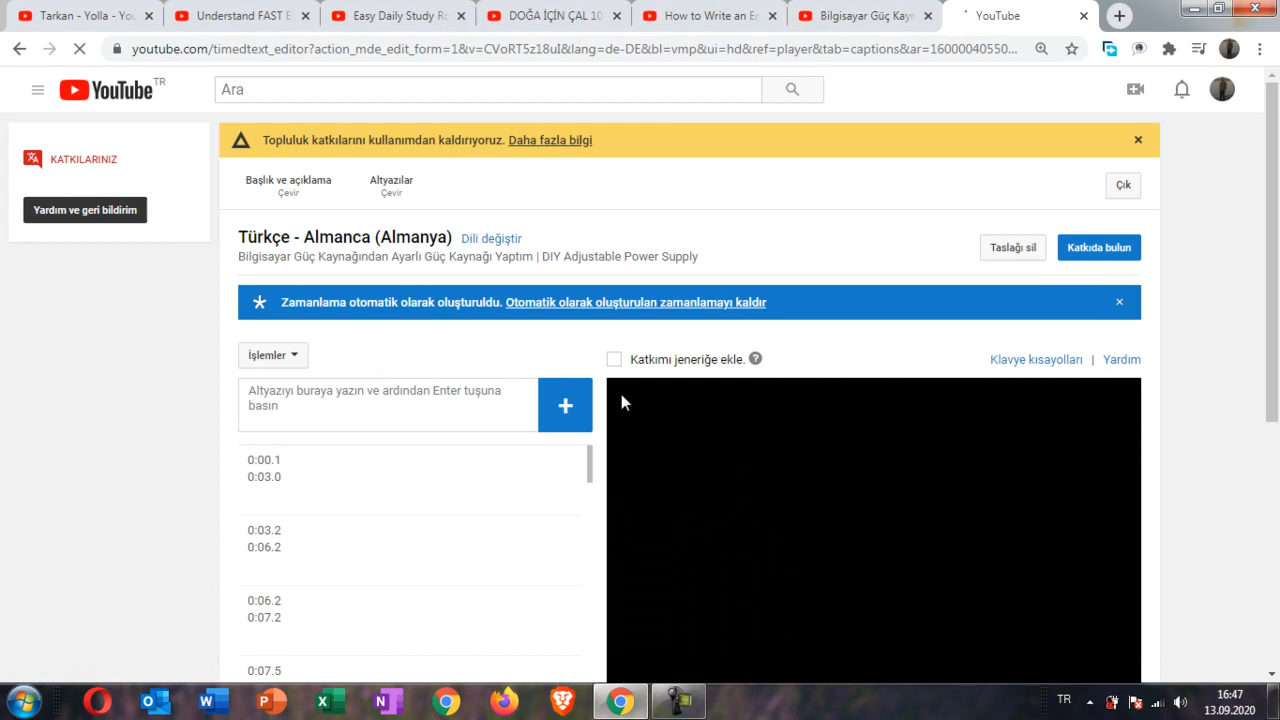 Tarkan - Yolla - You
Understand FAST E
Easy Daily Study Ro
DOĞA İÇİN ÇAL 10
How to Write an Er
Bilgisayar Güç Kayn
YouTube
youtube.com/timedtext_editor?action_mde_edit_form=1&v=CVoRT5z18uI&lang=de-DE&bl=vmp&ui=hd&ref=player&tab=captions&ar=16000040550...
YouTube TR
Ara
Topluluk katkılarını kullanımdan kaldırıyoruz. Daha fazla bilgi
KATKILARINIZ
Yardım ve geri bildirim
Başlık ve açıklama
Çevir
Altyazılar
Çevir
Çık
Türkçe - Almanca (Almanya) Dili değiştir
Bilgisayar Güç Kaynağından Ayarlı Güç Kaynağı Yaptım | DIY Adjustable Power Supply
Taslağı sil
Katkıda bulun
Zamanlama otomatik olarak oluşturuldu. Otomatik olarak oluşturulan zamanlamayı kaldır
İşlemler
Katkımı jeneriğe ekle. ?
Klavye kısayolları | Yardım
Altyazıyı buraya yazın ve ardından Enter tuşuna
basın
0:00.1
0:03.0
0:03.2
0:06.2
0:06.2
0:07.2
0:07.5
TR
16:47
13.09.2020